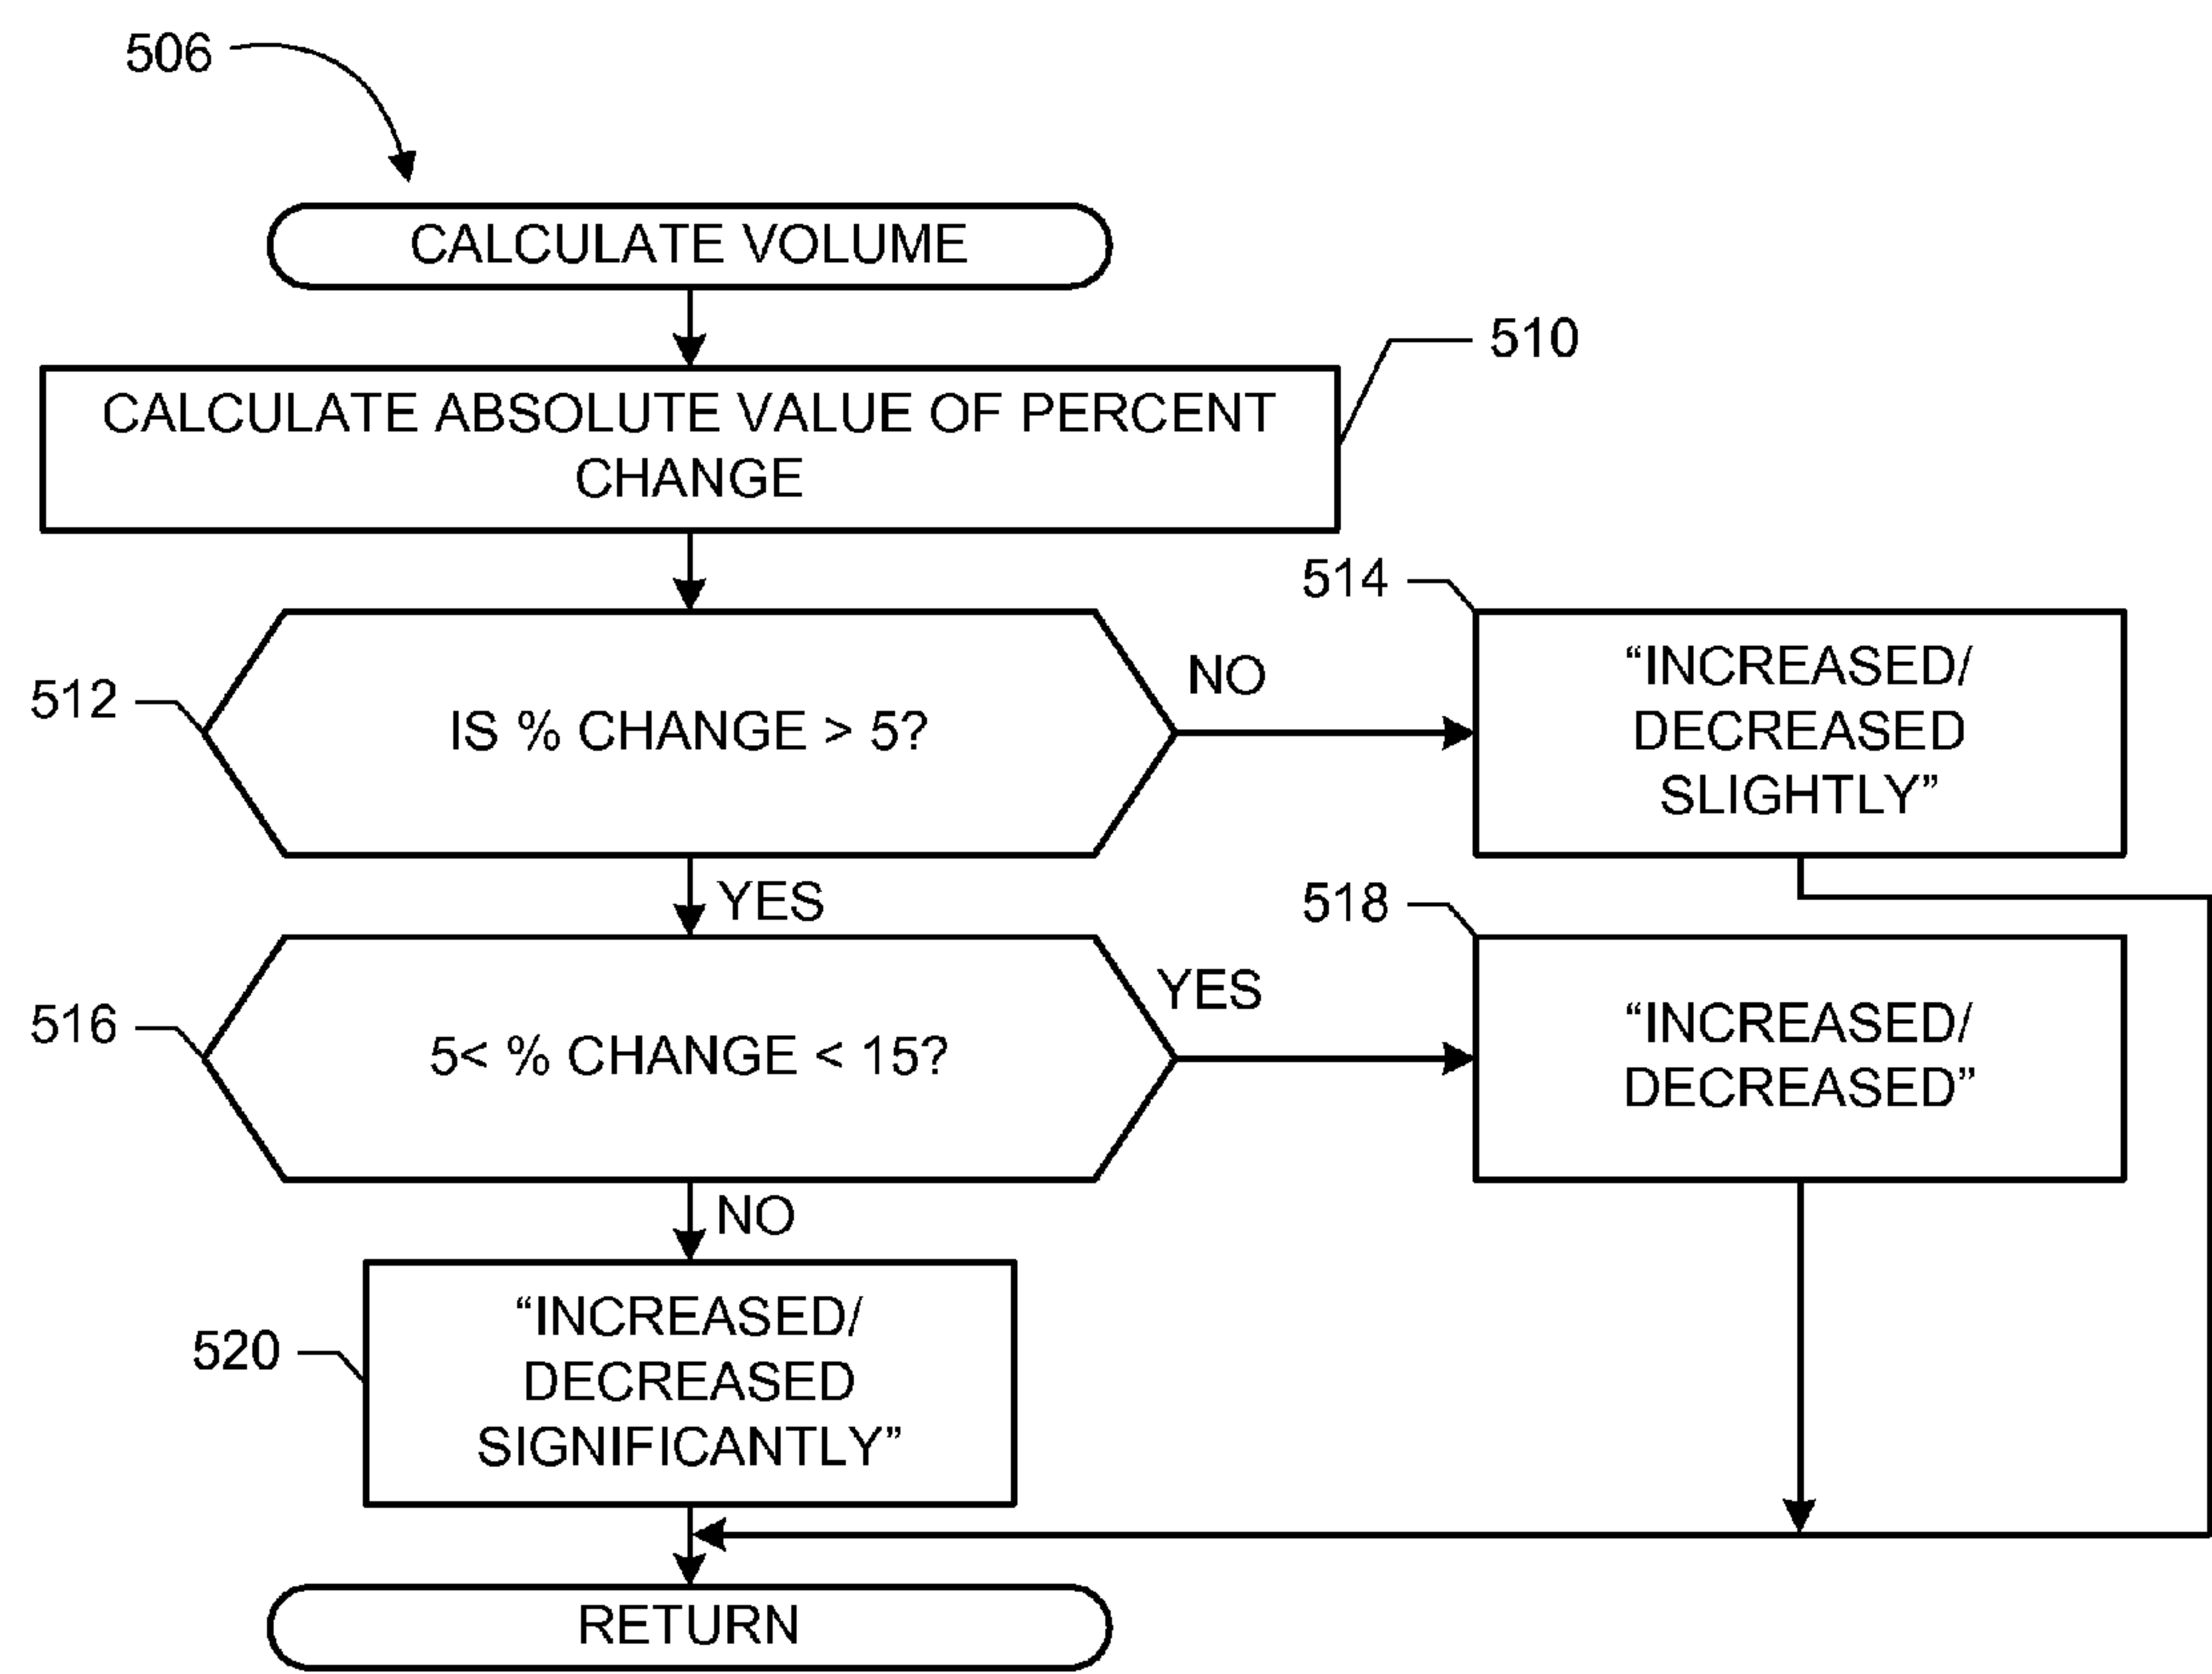 506
CALCULATE VOLUME
510
CALCULATE ABSOLUTE VALUE OF PERCENT
CHANGE
512
IS % CHANGE > 5?
NO
514
“INCREASED/
DECREASED
SLIGHTLY”
YES
516
5< % CHANGE < 15?
YES
518
“INCREASED/
DECREASED”
NO
520
“INCREASED/
DECREASED
SIGNIFICANTLY”
RETURN